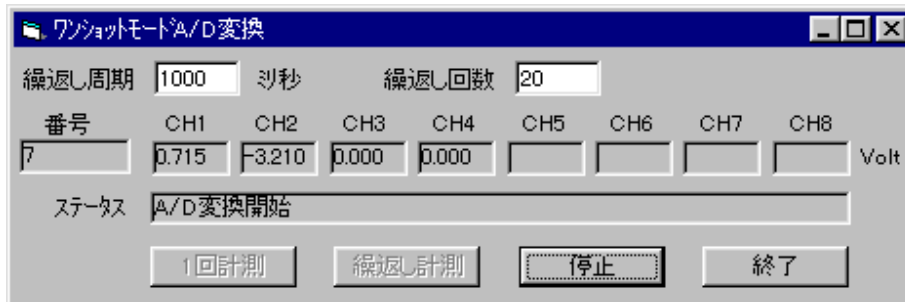 ワンショットモードA/D変換
繰返し周期 1000 ミリ秒 繰返し回数 20
番号 CH1 CH2 CH3 CH4 CH5 CH6 CH7 CH8
7 0.715 -3.210 0.000 0.000 Volt
ステータス A/D変換開始
1回計測 繰返し計測 停止 終了